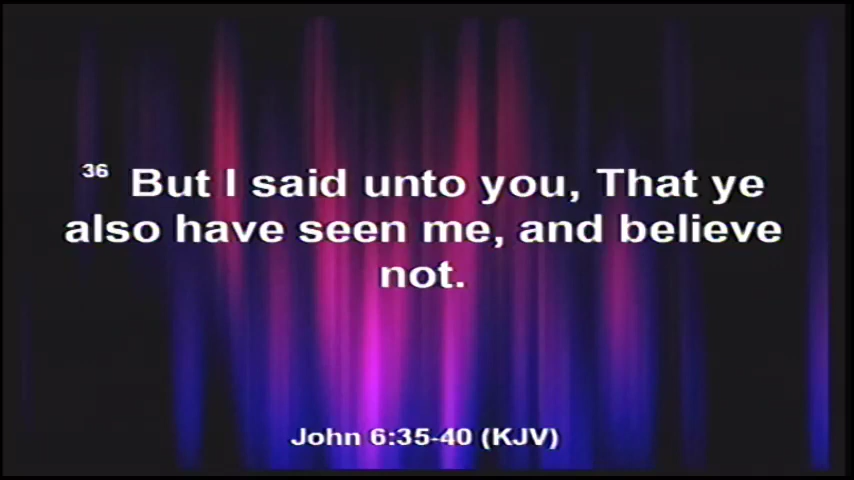 36 But I said unto you, That ye
also have seen me, and believe
not.
John 6:35-40 (KJV)